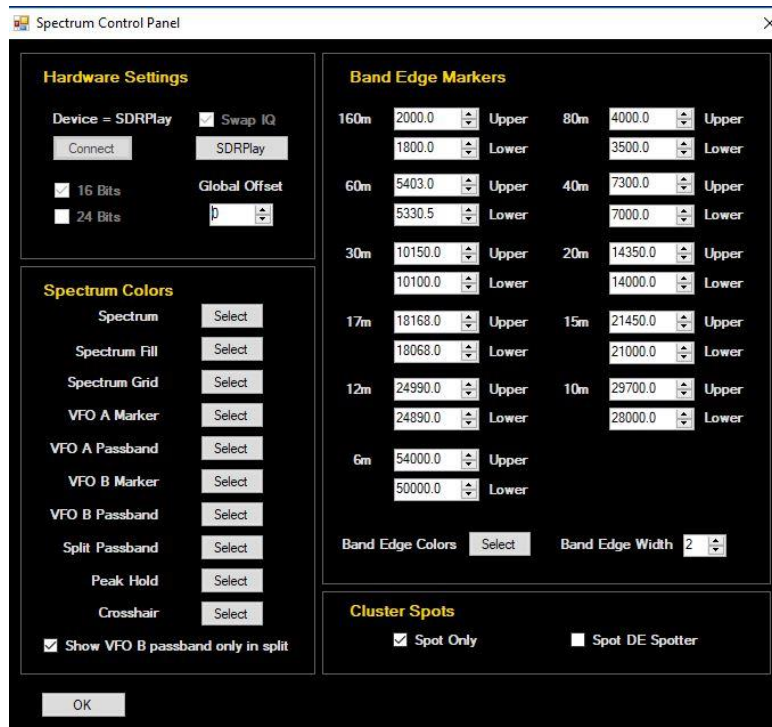 Spectrum Control Panel
Hardware Settings
Device = SDRPlay Swap IQ
Connect SDRPlay
16 Bits Global Offset
24 Bits 0
Spectrum Colors
Spectrum Select
Spectrum Fill Select
Spectrum Grid Select
VFO A Marker Select
VFO A Passband Select
VFO B Marker Select
VFO B Passband Select
Split Passband Select
Peak Hold Select
Crosshair Select
Show VFO B passband only in split
Band Edge Markers
160m 2000.0 Upper 80m 4000.0 Upper
1800.0 Lower 3500.0 Lower
60m 5403.0 Upper 40m 7300.0 Upper
5330.5 Lower 7000.0 Lower
30m 10150.0 Upper 20m 14350.0 Upper
10100.0 Lower 14000.0 Lower
17m 18168.0 Upper 15m 21450.0 Upper
18068.0 Lower 21000.0 Lower
12m 24990.0 Upper 10m 29700.0 Upper
24890.0 Lower 28000.0 Lower
6m 54000.0 Upper
50000.0 Lower
Band Edge Colors Select Band Edge Width 2
Cluster Spots
Spot Only Spot DE Spotter
OK